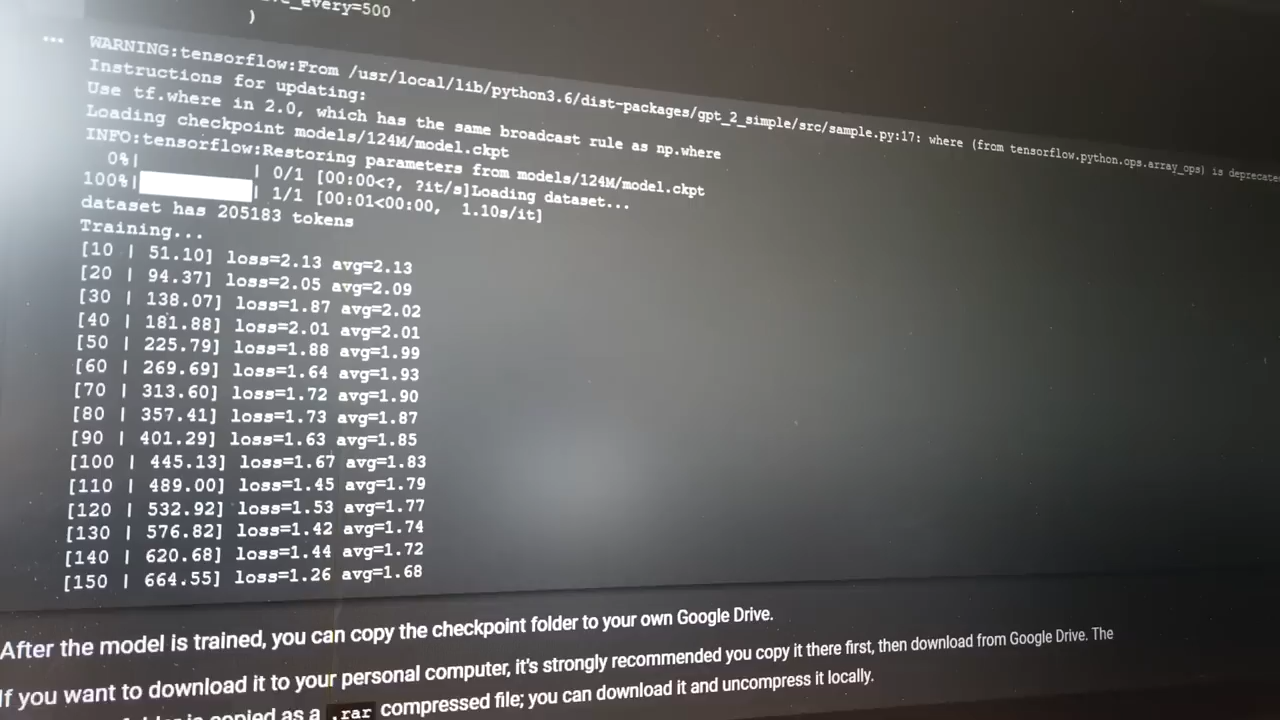 _every=500
)
WARNING:tensorflow:From /usr/local/lib/python3.6/dist-packages/gpt_2_simple/src/sample.py:17: where (from tensorflow.python.ops.array_ops) is deprecated
Instructions for updating:
Use tf.where in 2.0, which has the same broadcast rule as np.where
Loading checkpoint models/124M/model.ckpt
INFO:tensorflow:Restoring parameters from models/124M/model.ckpt
0%| | 0/1 [00:00<?, ?it/s]Loading dataset...
100%| | 1/1 [00:01<00:00, 1.10s/it]
dataset has 205183 tokens
Training...
[10 | 51.10] loss=2.13 avg=2.13
[20 | 94.37] loss=2.05 avg=2.09
[30 | 138.07] loss=1.87 avg=2.02
[40 | 181.88] loss=2.01 avg=2.01
[50 | 225.79] loss=1.88 avg=1.99
[60 | 269.69] loss=1.64 avg=1.93
[70 | 313.60] loss=1.72 avg=1.90
[80 | 357.41] loss=1.73 avg=1.87
[90 | 401.29] loss=1.63 avg=1.85
[100 | 445.13] loss=1.67 avg=1.83
[110 | 489.00] loss=1.45 avg=1.79
[120 | 532.92] loss=1.53 avg=1.77
[130 | 576.82] loss=1.42 avg=1.74
[140 | 620.68] loss=1.44 avg=1.72
[150 | 664.55] loss=1.26 avg=1.68
After the model is trained, you can copy the checkpoint folder to your own Google Drive.
If you want to download it to your personal computer, it's strongly recommended you copy it there first, then download from Google Drive. The
folder is copied as a .rar compressed file; you can download it and uncompress it locally.